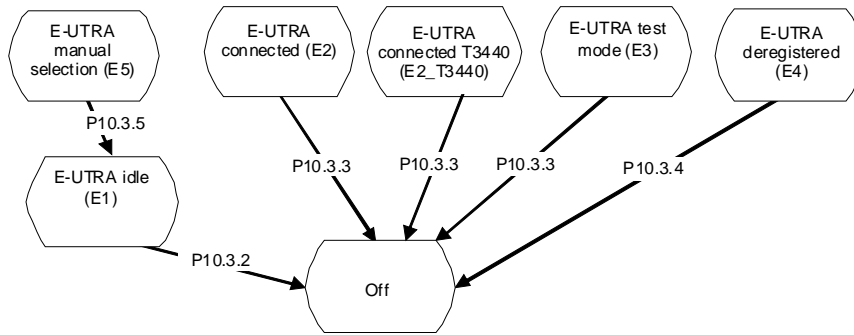 E-UTRA
manual
selection (E5)
E-UTRA
connected (E2)
E-UTRA
connected T3440
(E2_T3440)
E-UTRA test
mode (E3)
E-UTRA
deregistered
(E4)
P10.3.5
P10.3.3
P10.3.3
P10.3.3
P10.3.4
E-UTRA idle
(E1)
P10.3.2
Off